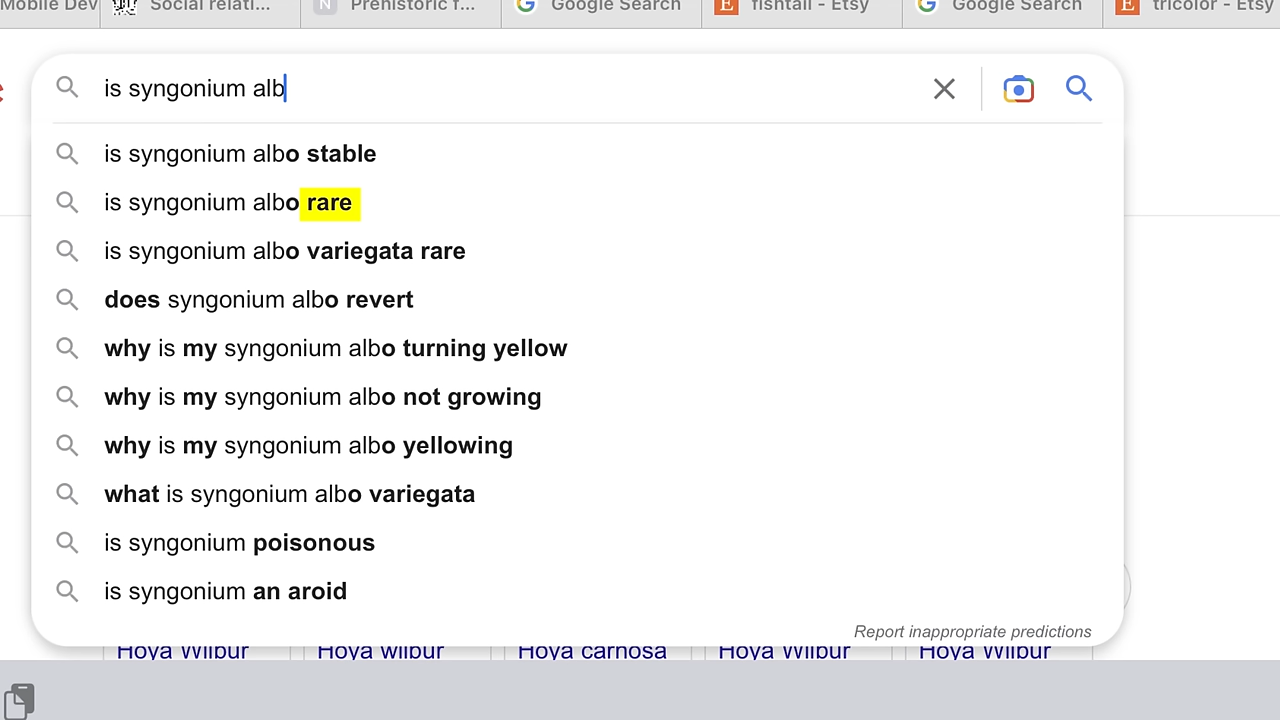 Mobile Dev
Social relati...
Prehistoric f...
Google Search
fishtail - Etsy
Google Search
tricolor - Etsy
is syngonium alb
is syngonium albo stable
is syngonium albo rare
is syngonium albo variegata rare
does syngonium albo revert
why is my syngonium albo turning yellow
why is my syngonium albo not growing
why is my syngonium albo yellowing
what is syngonium albo variegata
is syngonium poisonous
is syngonium an aroid
Report inappropriate predictions
Hoya Wilbur
Hoya wilbur
Hoya carnosa
Hoya Wilbur
Hoya Wilbur